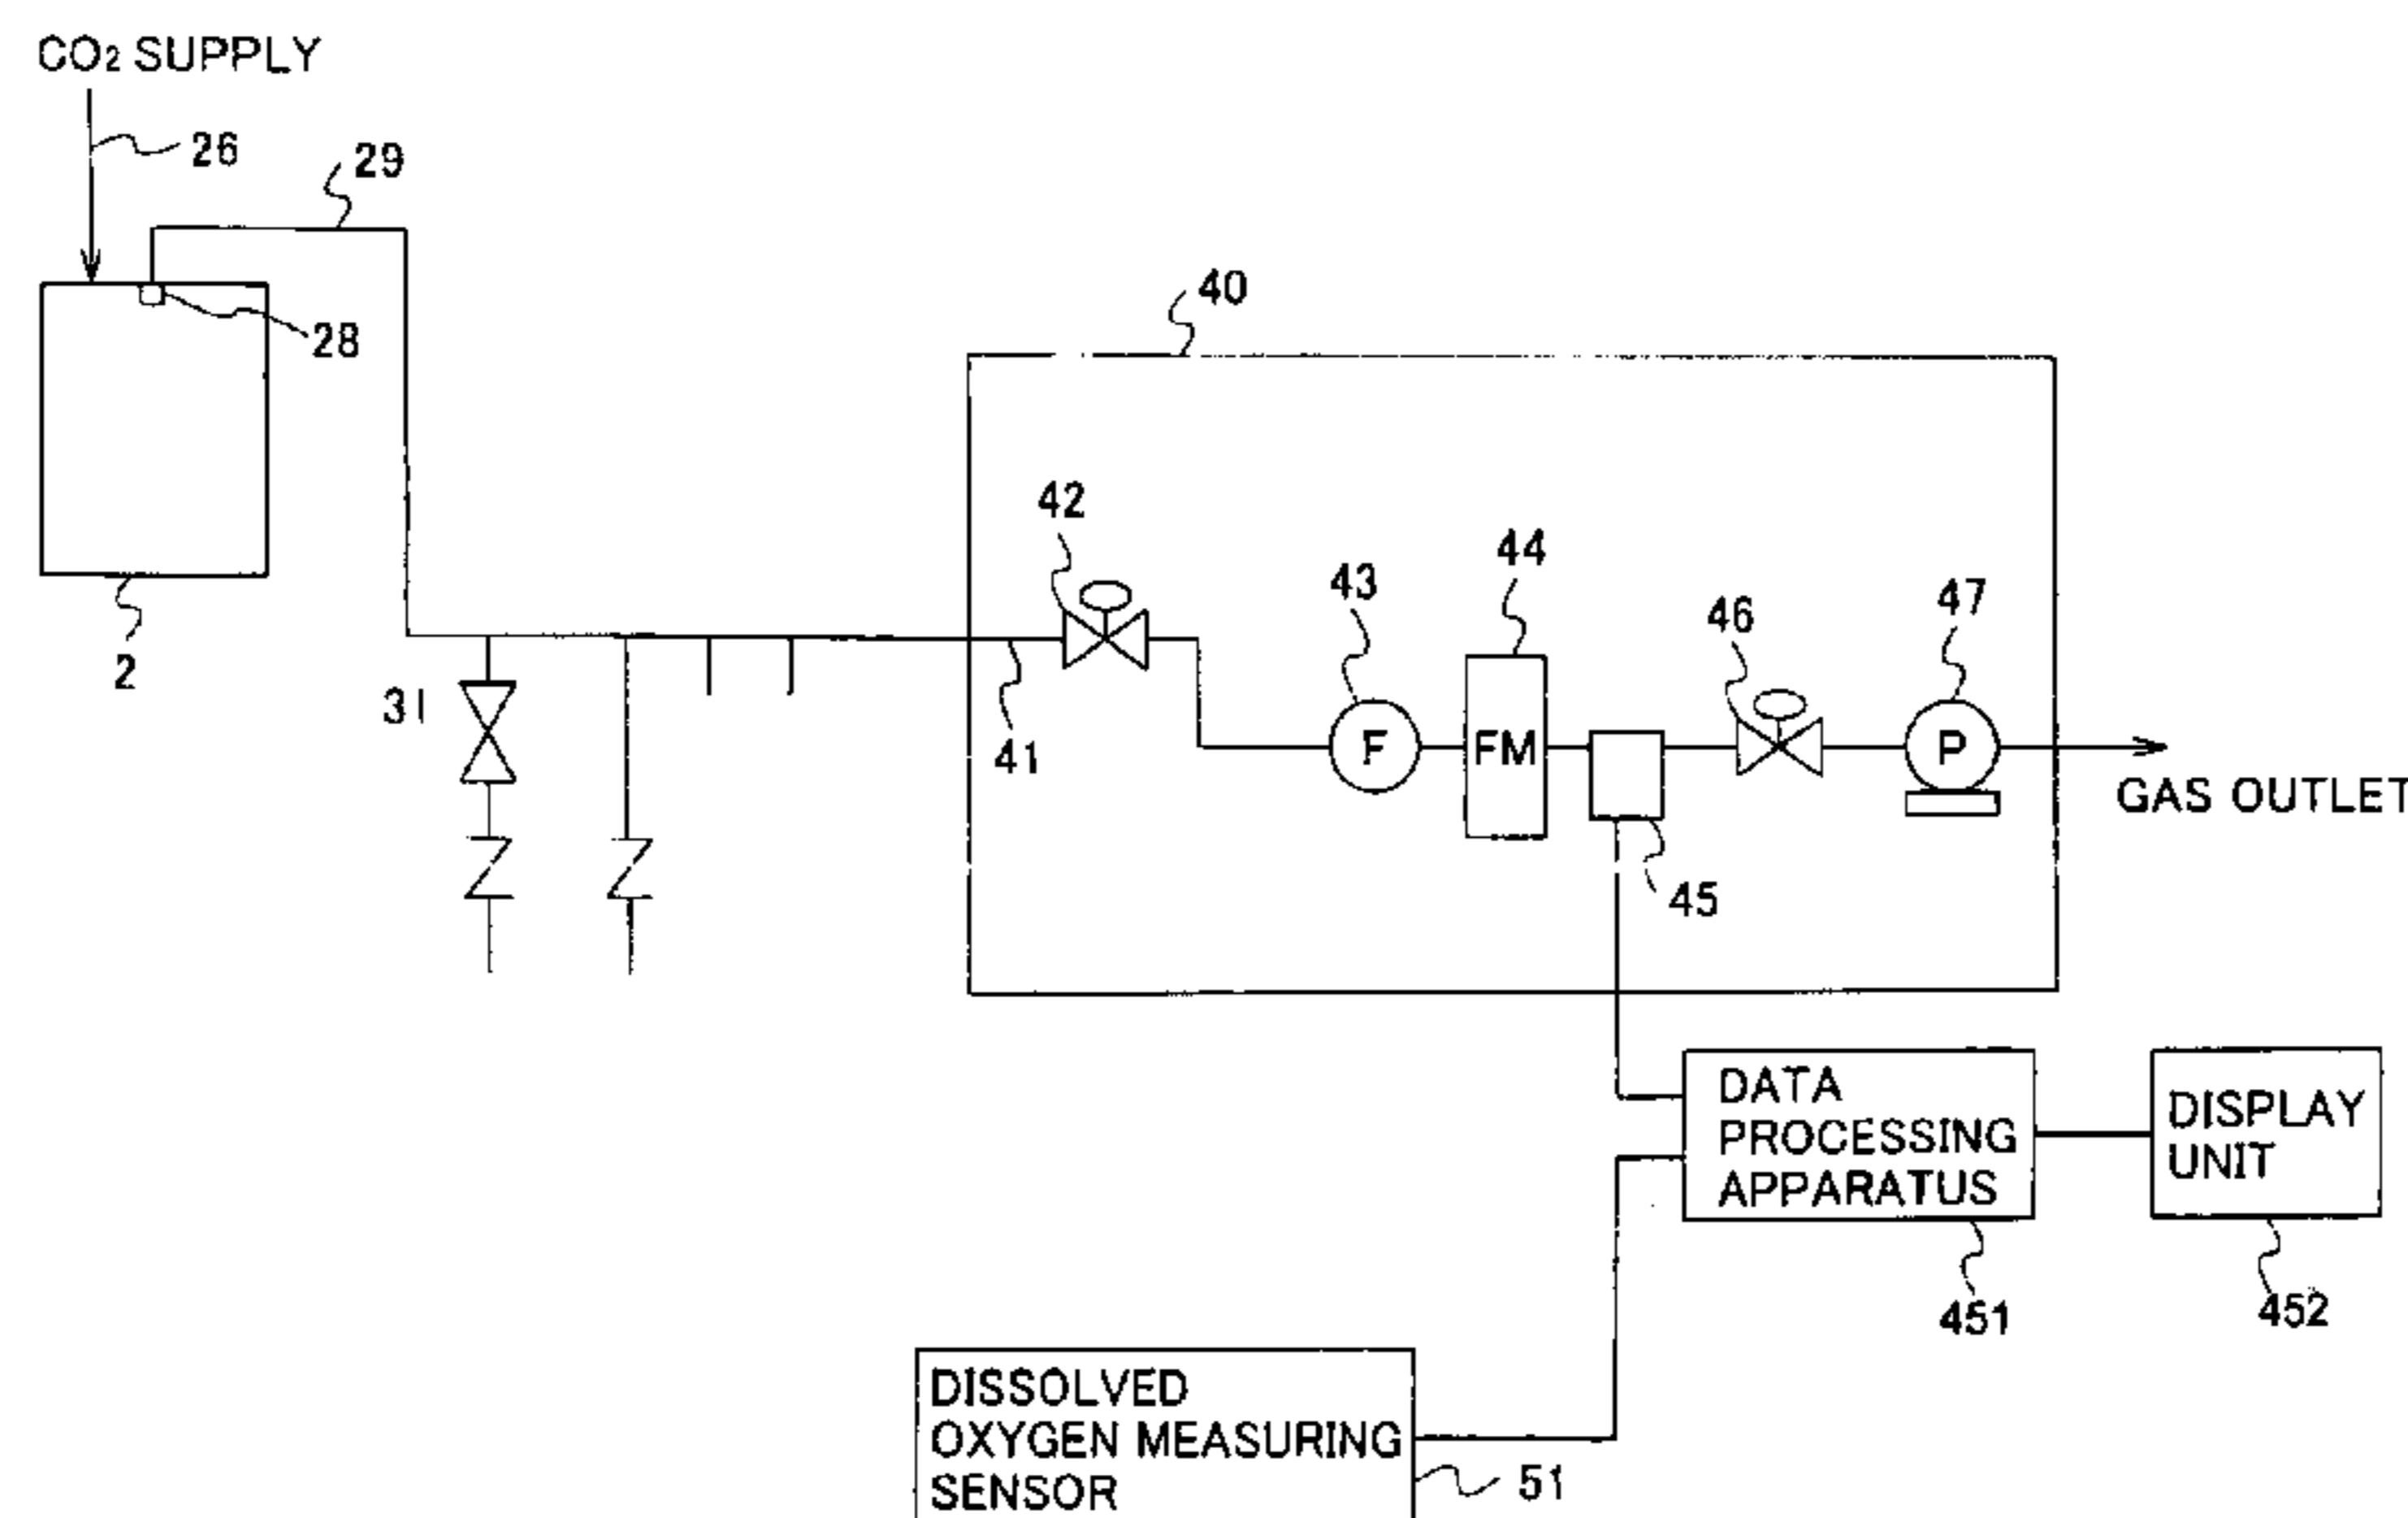 CO2 SUPPLY
26
29
28
2
31
40
42
41
43
F
44
FM
45
46
47
P
GAS OUTLET
DATA
PROCESSING
APPARATUS
451
DISPLAY
UNIT
452
DISSOLVED
OXYGEN MEASURING
SENSOR
51